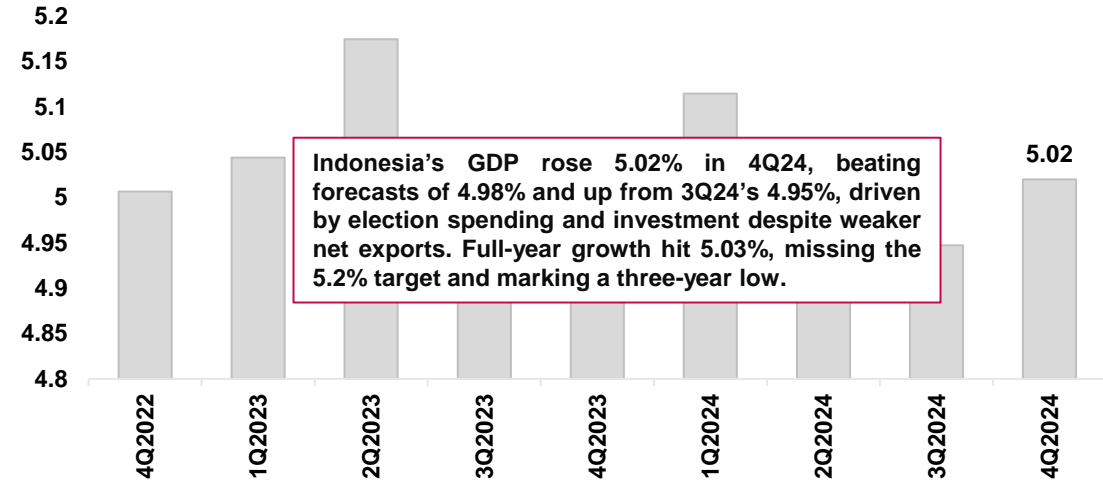 5.2
5.15
5.1
5.05
5
4.95
4.9
4.85
4.8
5.02
Indonesia’s GDP rose 5.02% in 4Q24, beating
forecasts of 4.98% and up from 3Q24’s 4.95%, driven
by election spending and investment despite weaker
net exports. Full-year growth hit 5.03%, missing the
5.2% target and marking a three-year low.
4Q2022
1Q2023
2Q2023
3Q2023
4Q2023
1Q2024
2Q2024
3Q2024
4Q2024